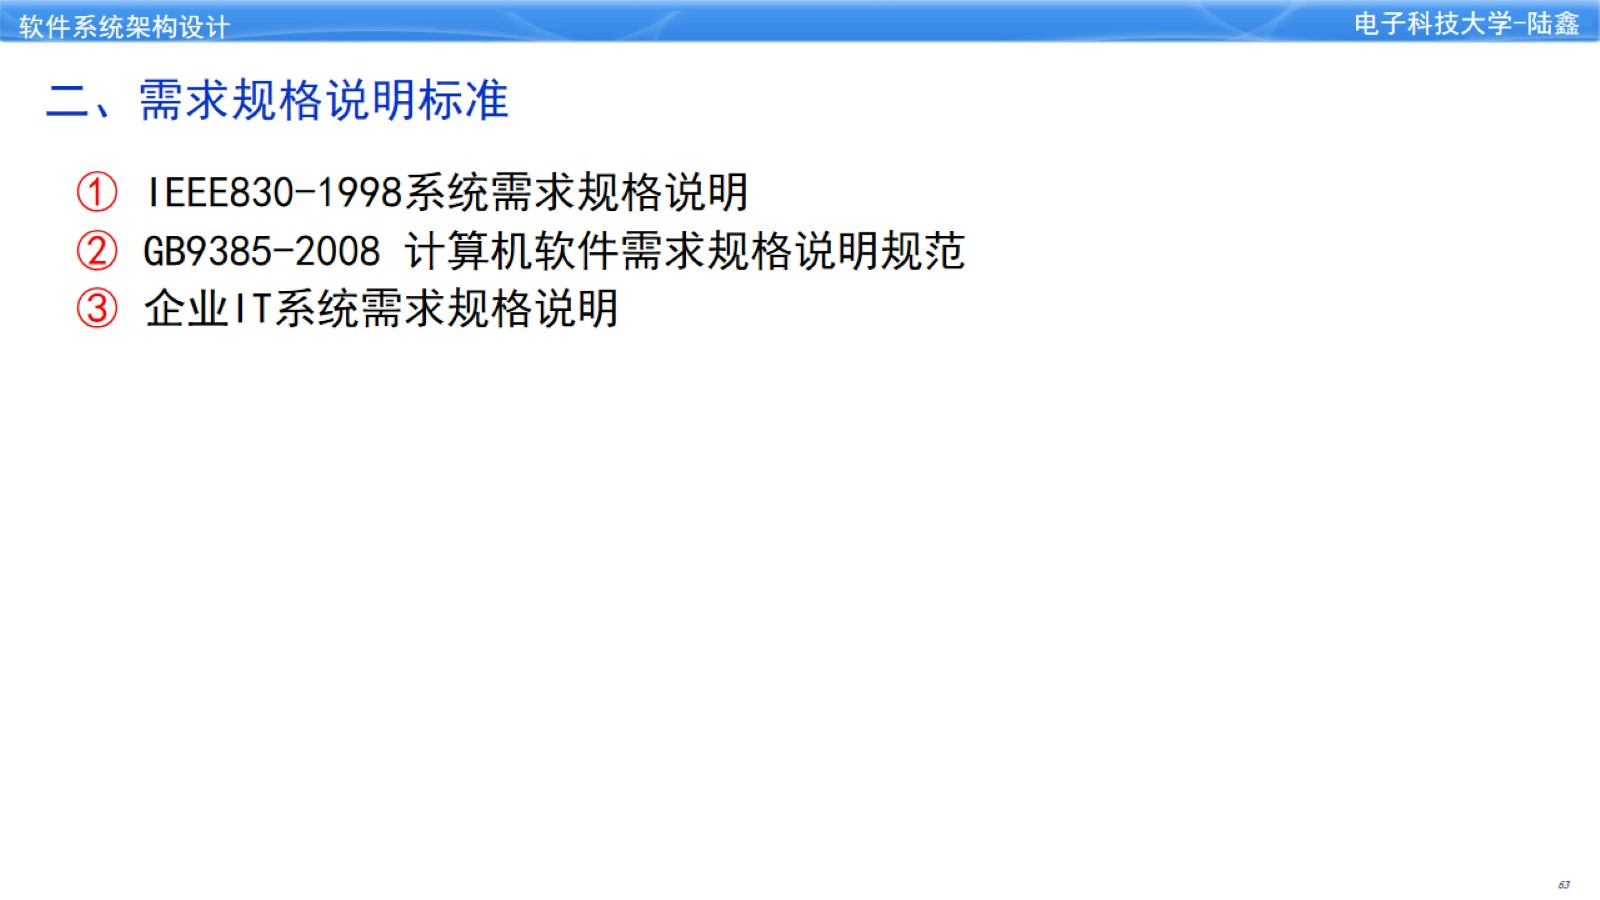 软件系统架构设计
电子科技大学-陆鑫
二、需求规格说明标准
① IEEE830-1998系统需求规格说明
② GB9385-2008 计算机软件需求规格说明规范
③ 企业IT系统需求规格说明
63